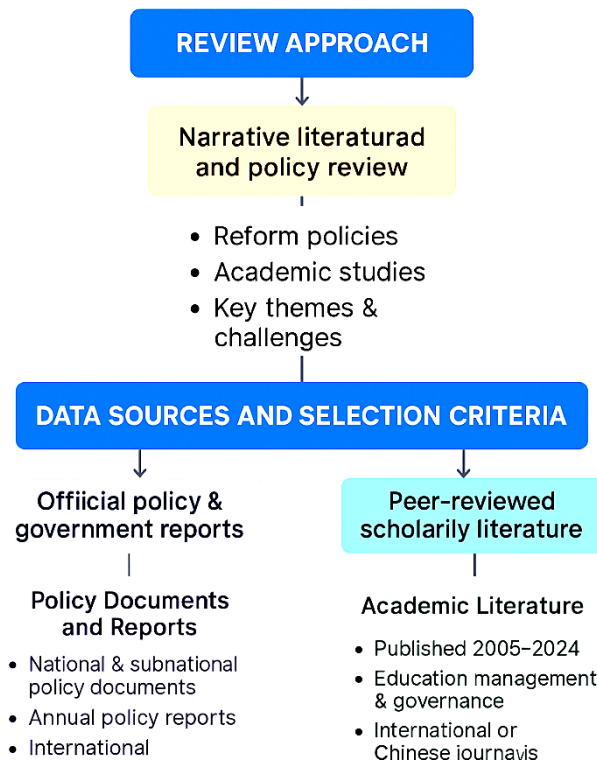 REVIEW APPROACH
Narrative literaturad
and policy review
• Reform policies
• Academic studies
• Key themes &
challenges
DATA SOURCES AND SELECTION CRITERIA
Offiicial policy &
government reports
Policy Documents
and Reports
• National & subnational
policy documents
• Annual policy reports
• International
Peer-reviewed
scholarily literature
Academic Literature
• Published 2005–2024
• Education management
& governance
• International or
Chinese journavis